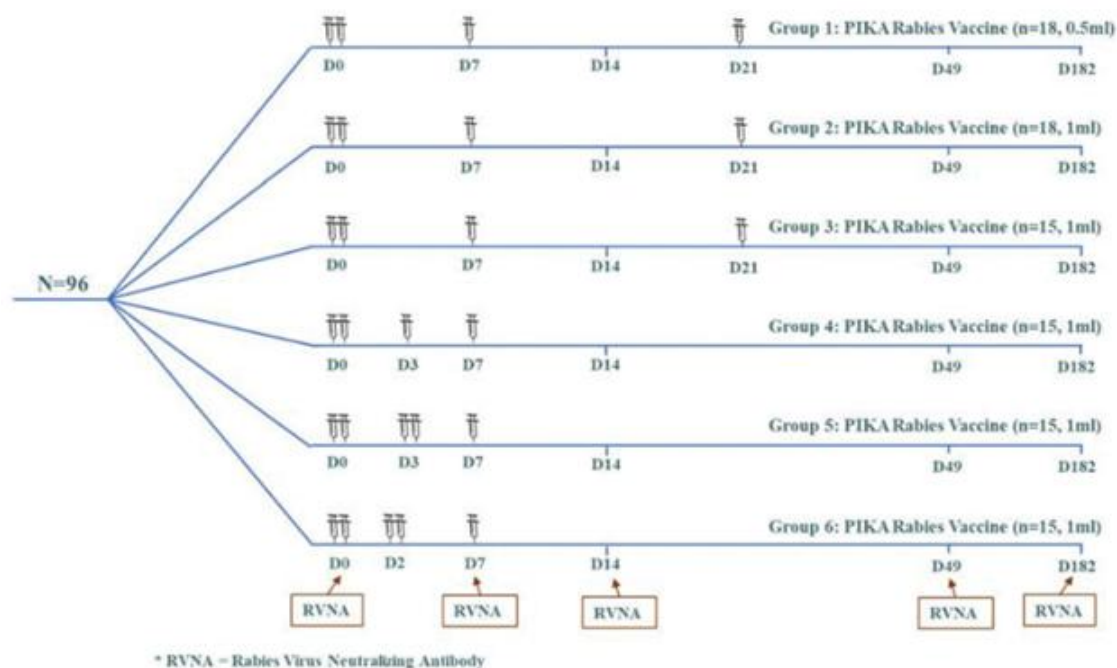 Group 1: PIKA Rabies Vaccine (n=18, 0.5ml)
D0 D7 D14 D21 D49 D182
Group 2: PIKA Rabies Vaccine (n=18, 1ml)
D0 D7 D14 D21 D49 D182
Group 3: PIKA Rabies Vaccine (n=15, 1ml)
D0 D7 D14 D21 D49 D182
N=96
Group 4: PIKA Rabies Vaccine (n=15, 1ml)
D0 D3 D7 D14 D49 D182
Group 5: PIKA Rabies Vaccine (n=15, 1ml)
D0 D3 D7 D14 D49 D182
Group 6: PIKA Rabies Vaccine (n=15, 1ml)
D0 D2 D7 D14 D49 D182
RVNA RVNA RVNA RVNA RVNA
* RVNA = Rabies Virus Neutralizing Antibody